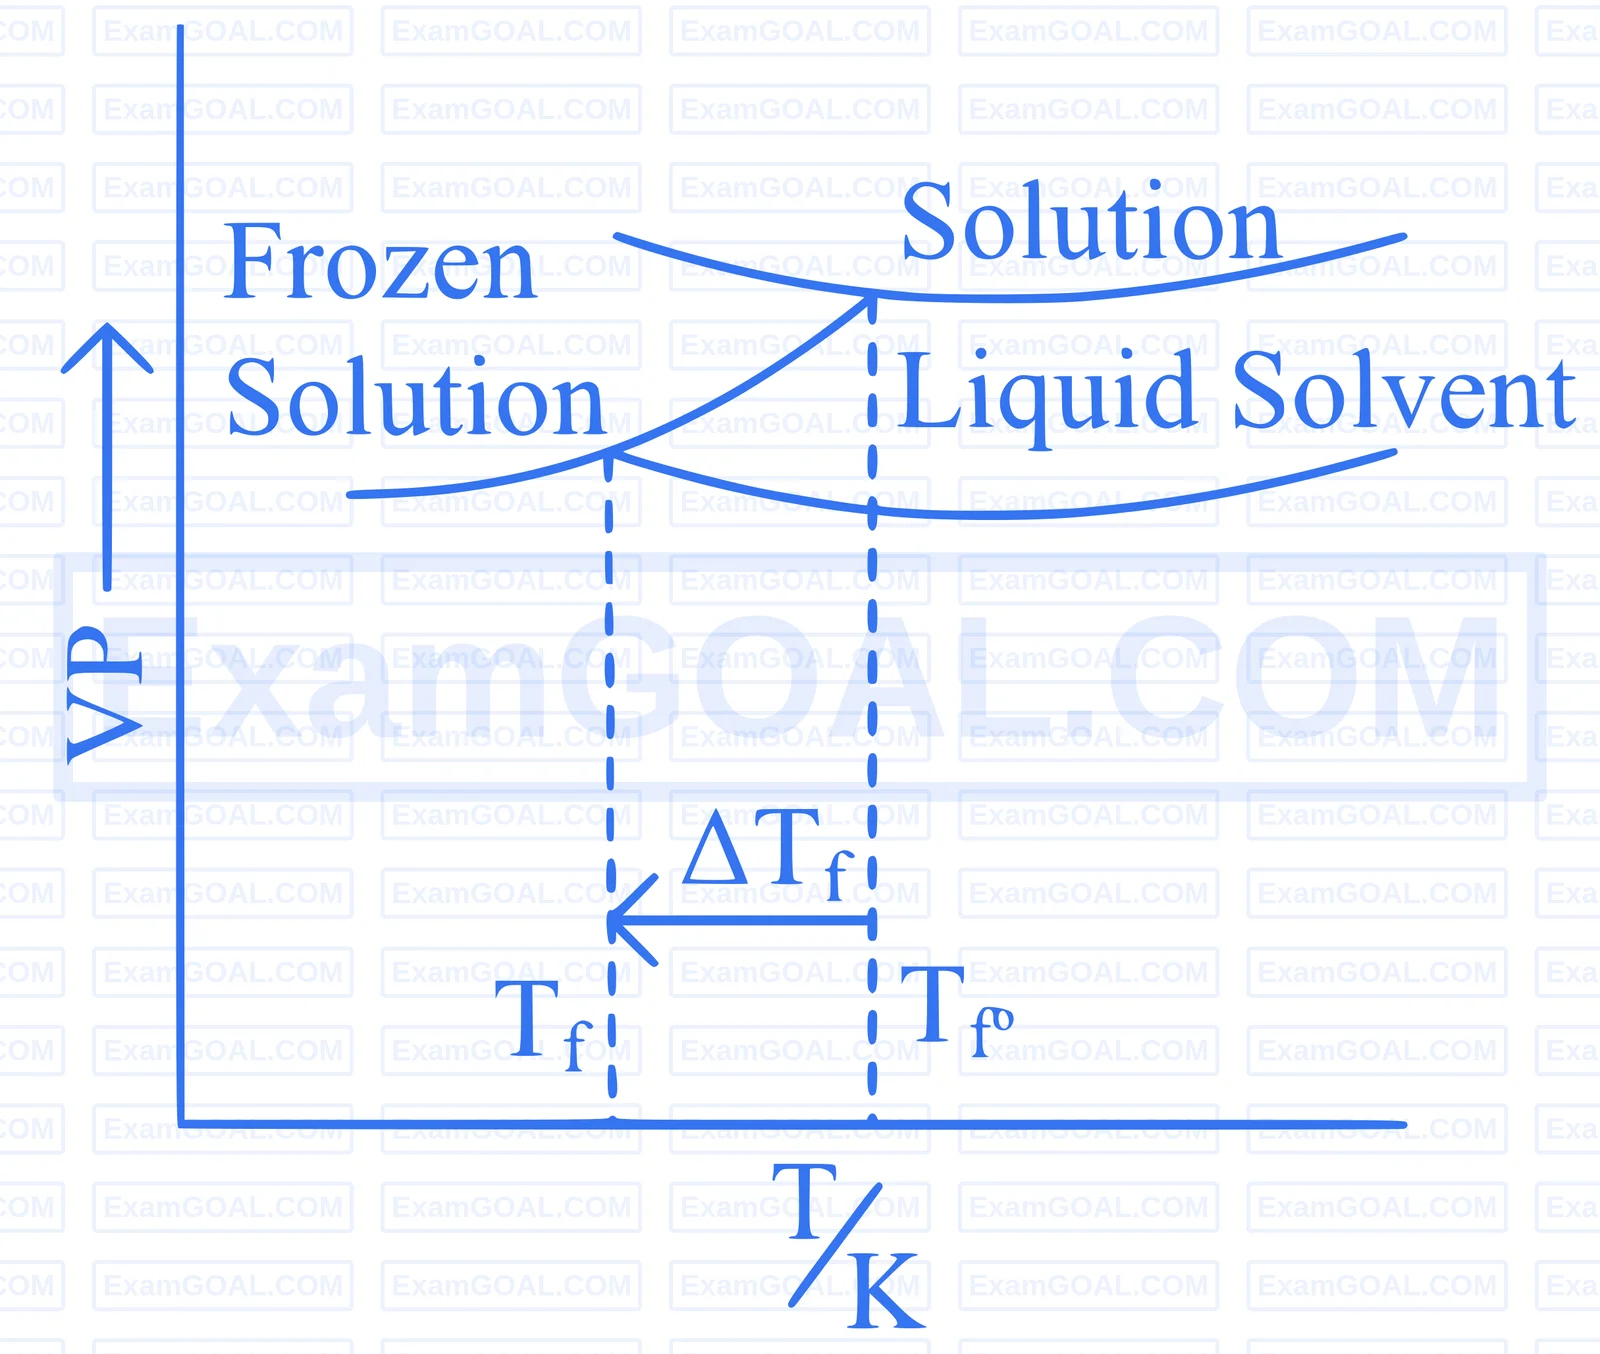 Solution
Frozen
Solution
Liquid Solvent
VP
ΔTf
Tf
Tf°
T/K
ExamGOAL.COM